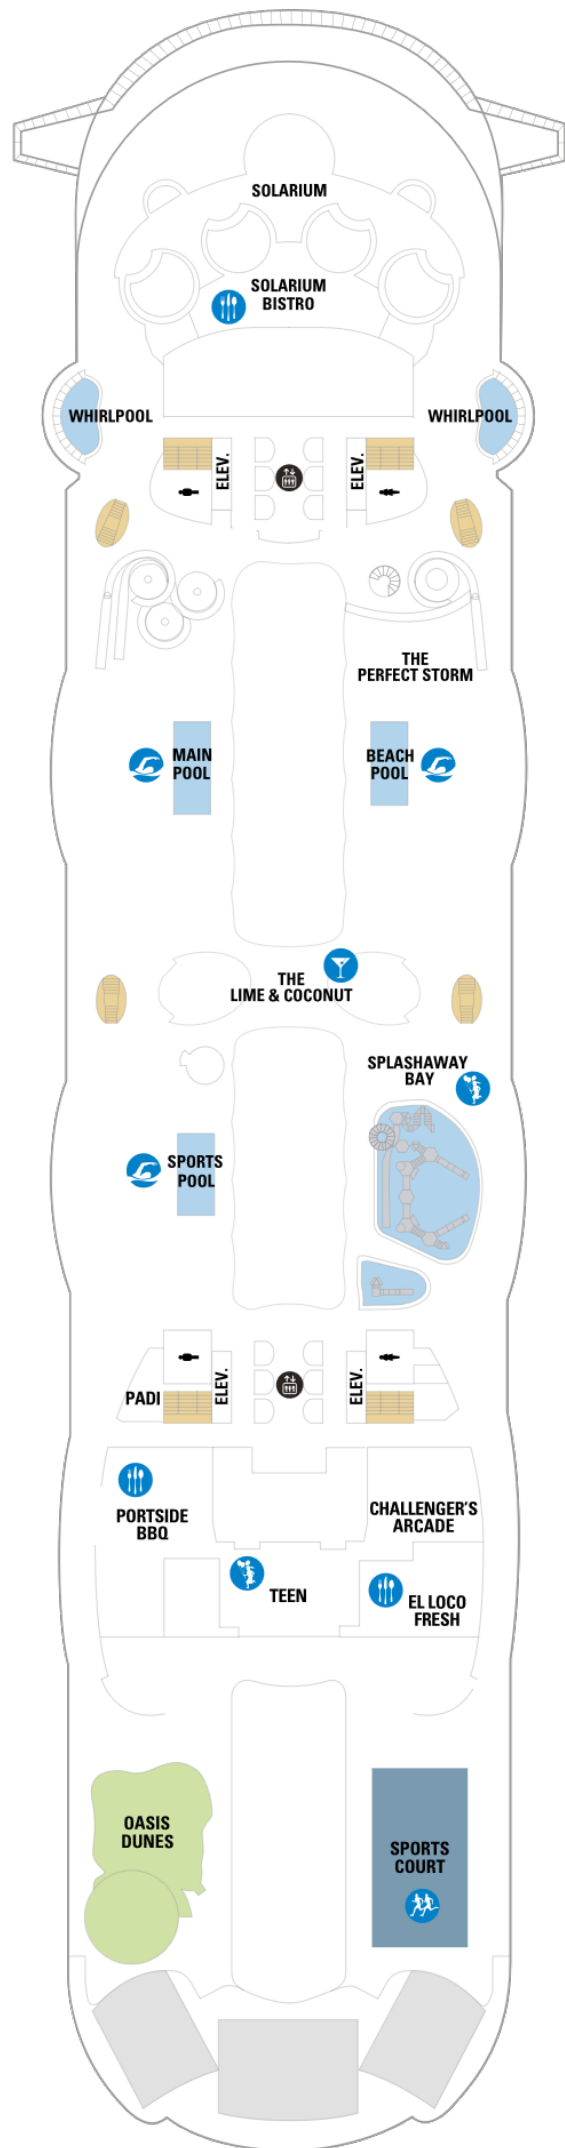 SOLARIUM
SOLARIUM
BISTRO
WHIRLPOOL
WHIRLPOOL
ELEV.
ELEV.
THE
PERFECT STORM
MAIN
POOL
BEACH
POOL
THE
LIME & COCONUT
SPLASHAWAY
BAY
SPORTS
POOL
PADI
ELEV.
ELEV.
PORTSIDE
BBQ
CHALLENGER'S
ARCADE
TEEN
EL LOCO
FRESH
OASIS
DUNES
SPORTS
COURT